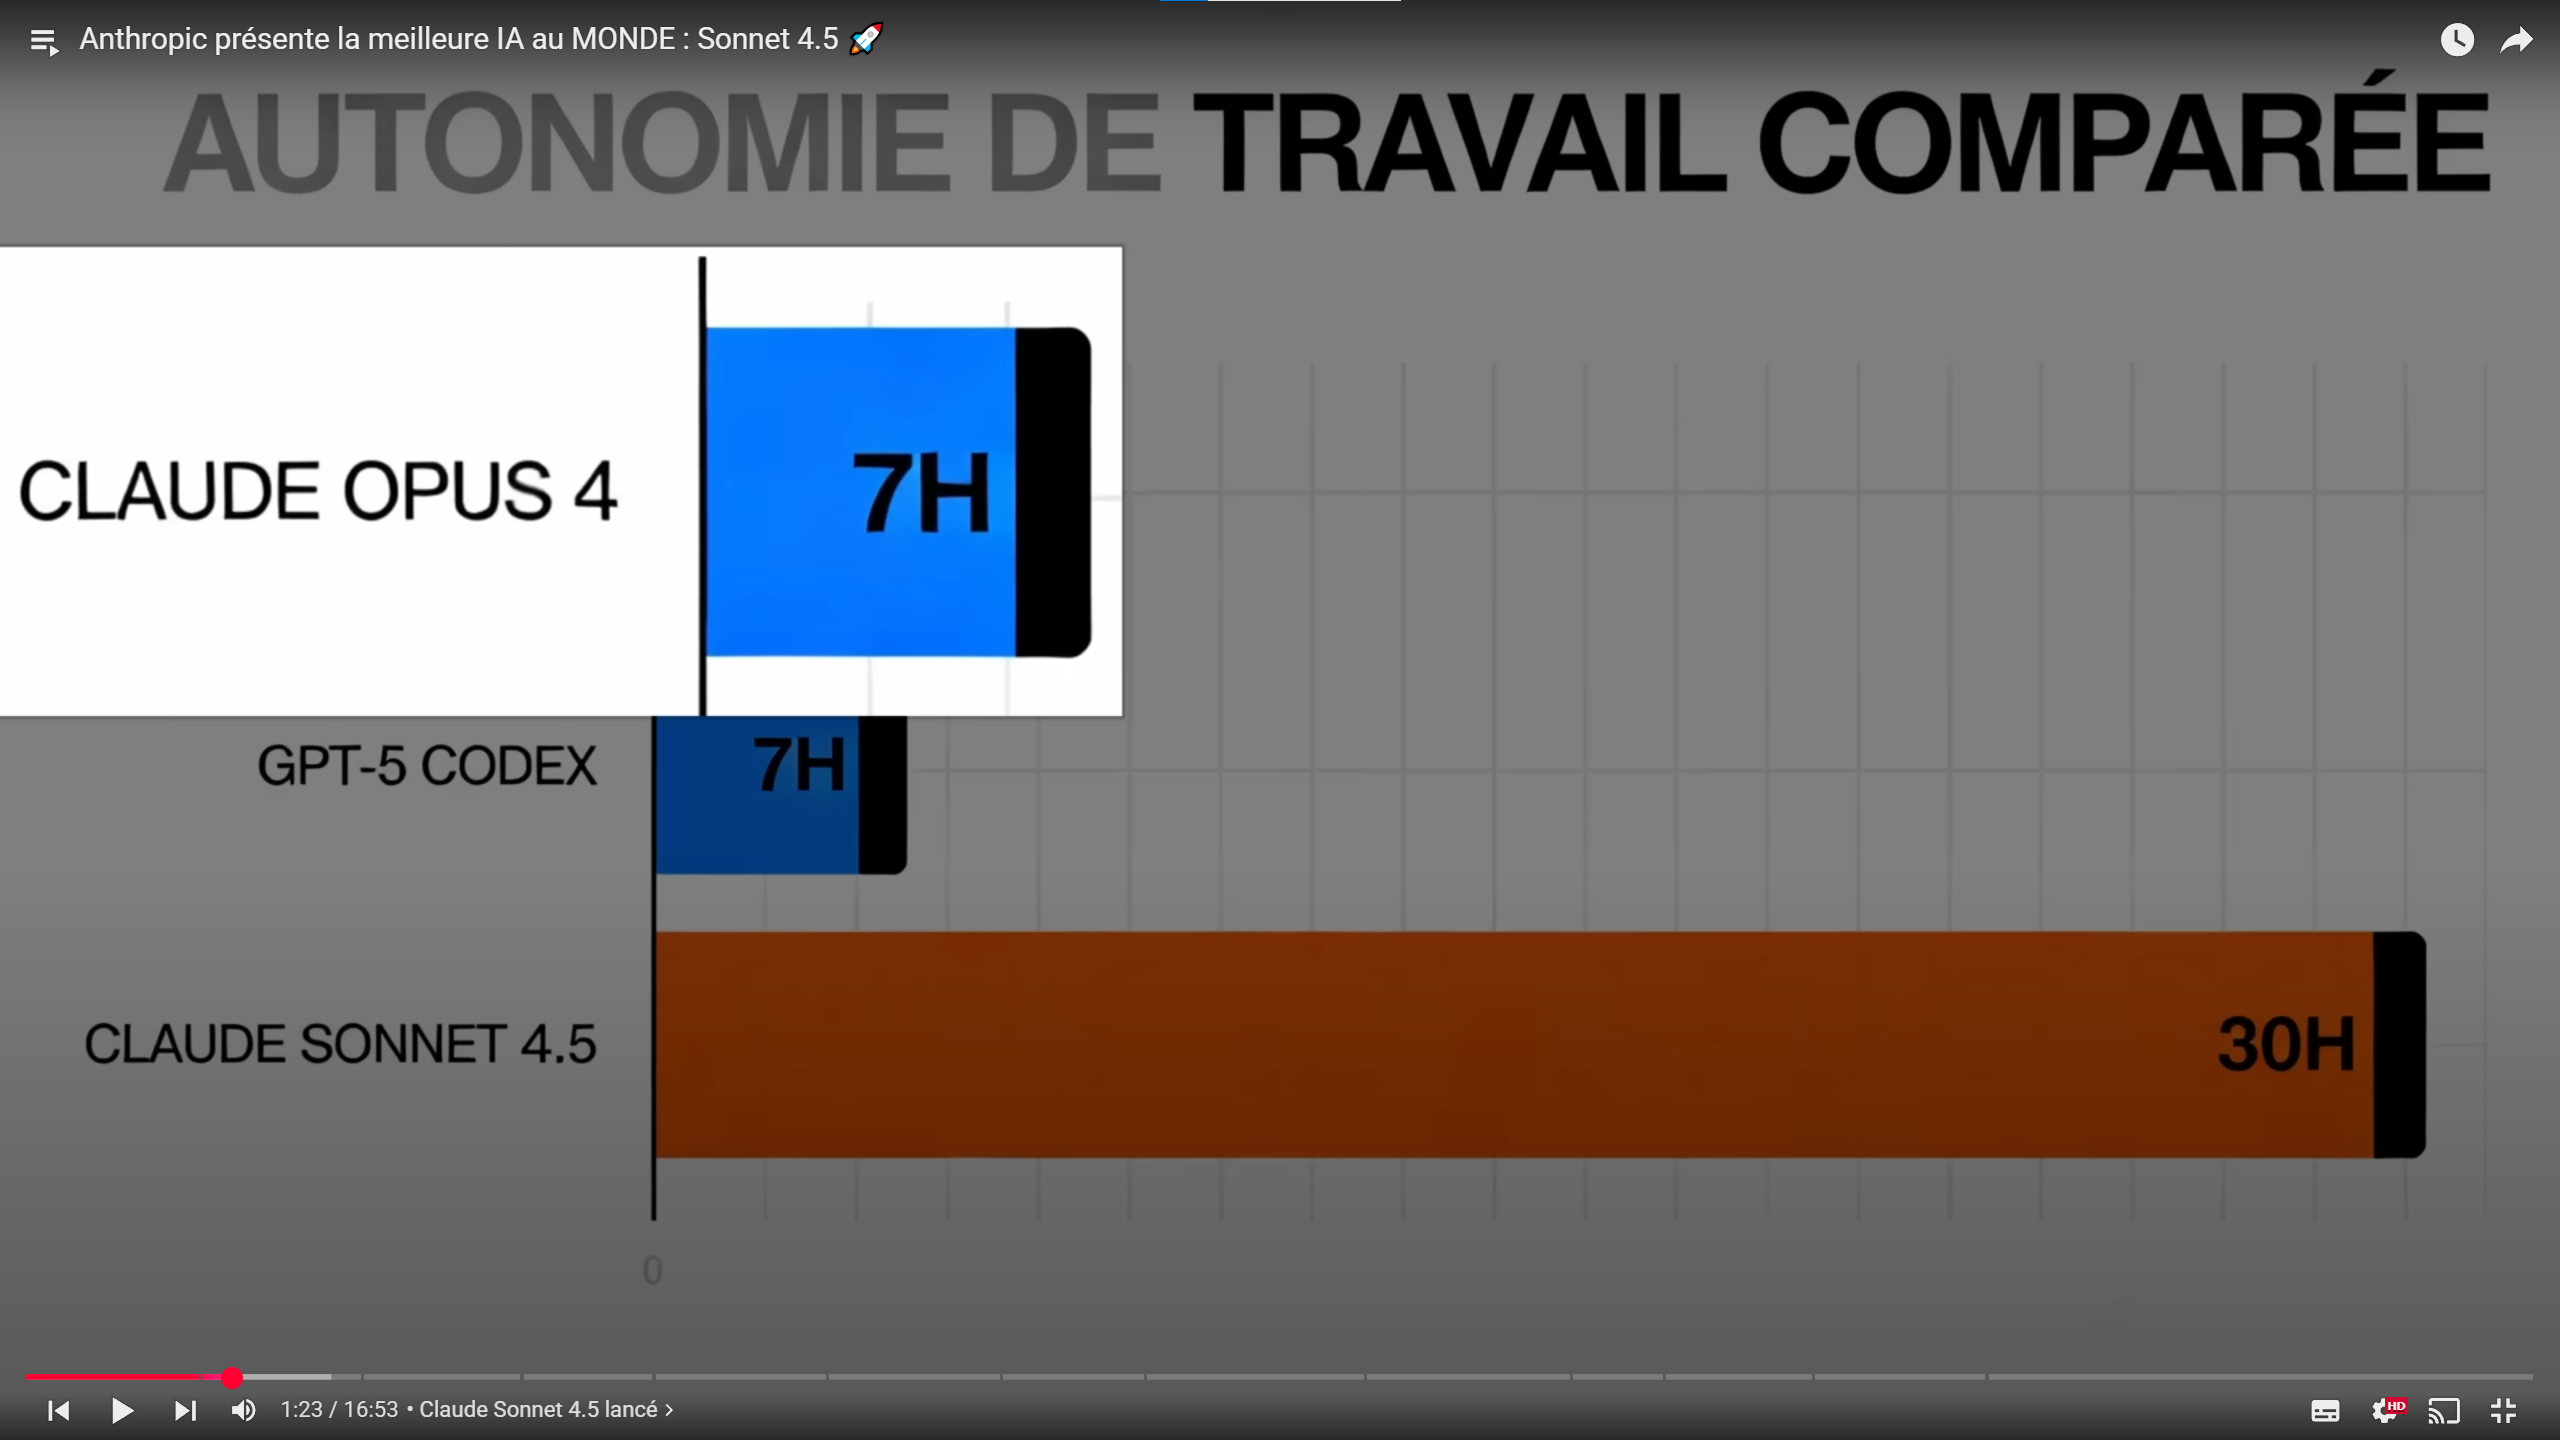 Anthropic présente la meilleure IA au MONDE : Sonnet 4.5 🚀
AUTONOMIE DE TRAVAIL COMPARÉE
CLAUDE OPUS 4
7H
GPT-5 CODEX
7H
CLAUDE SONNET 4.5
30H
0
1:23 / 16:53 • Claude Sonnet 4.5 lancé >
HD